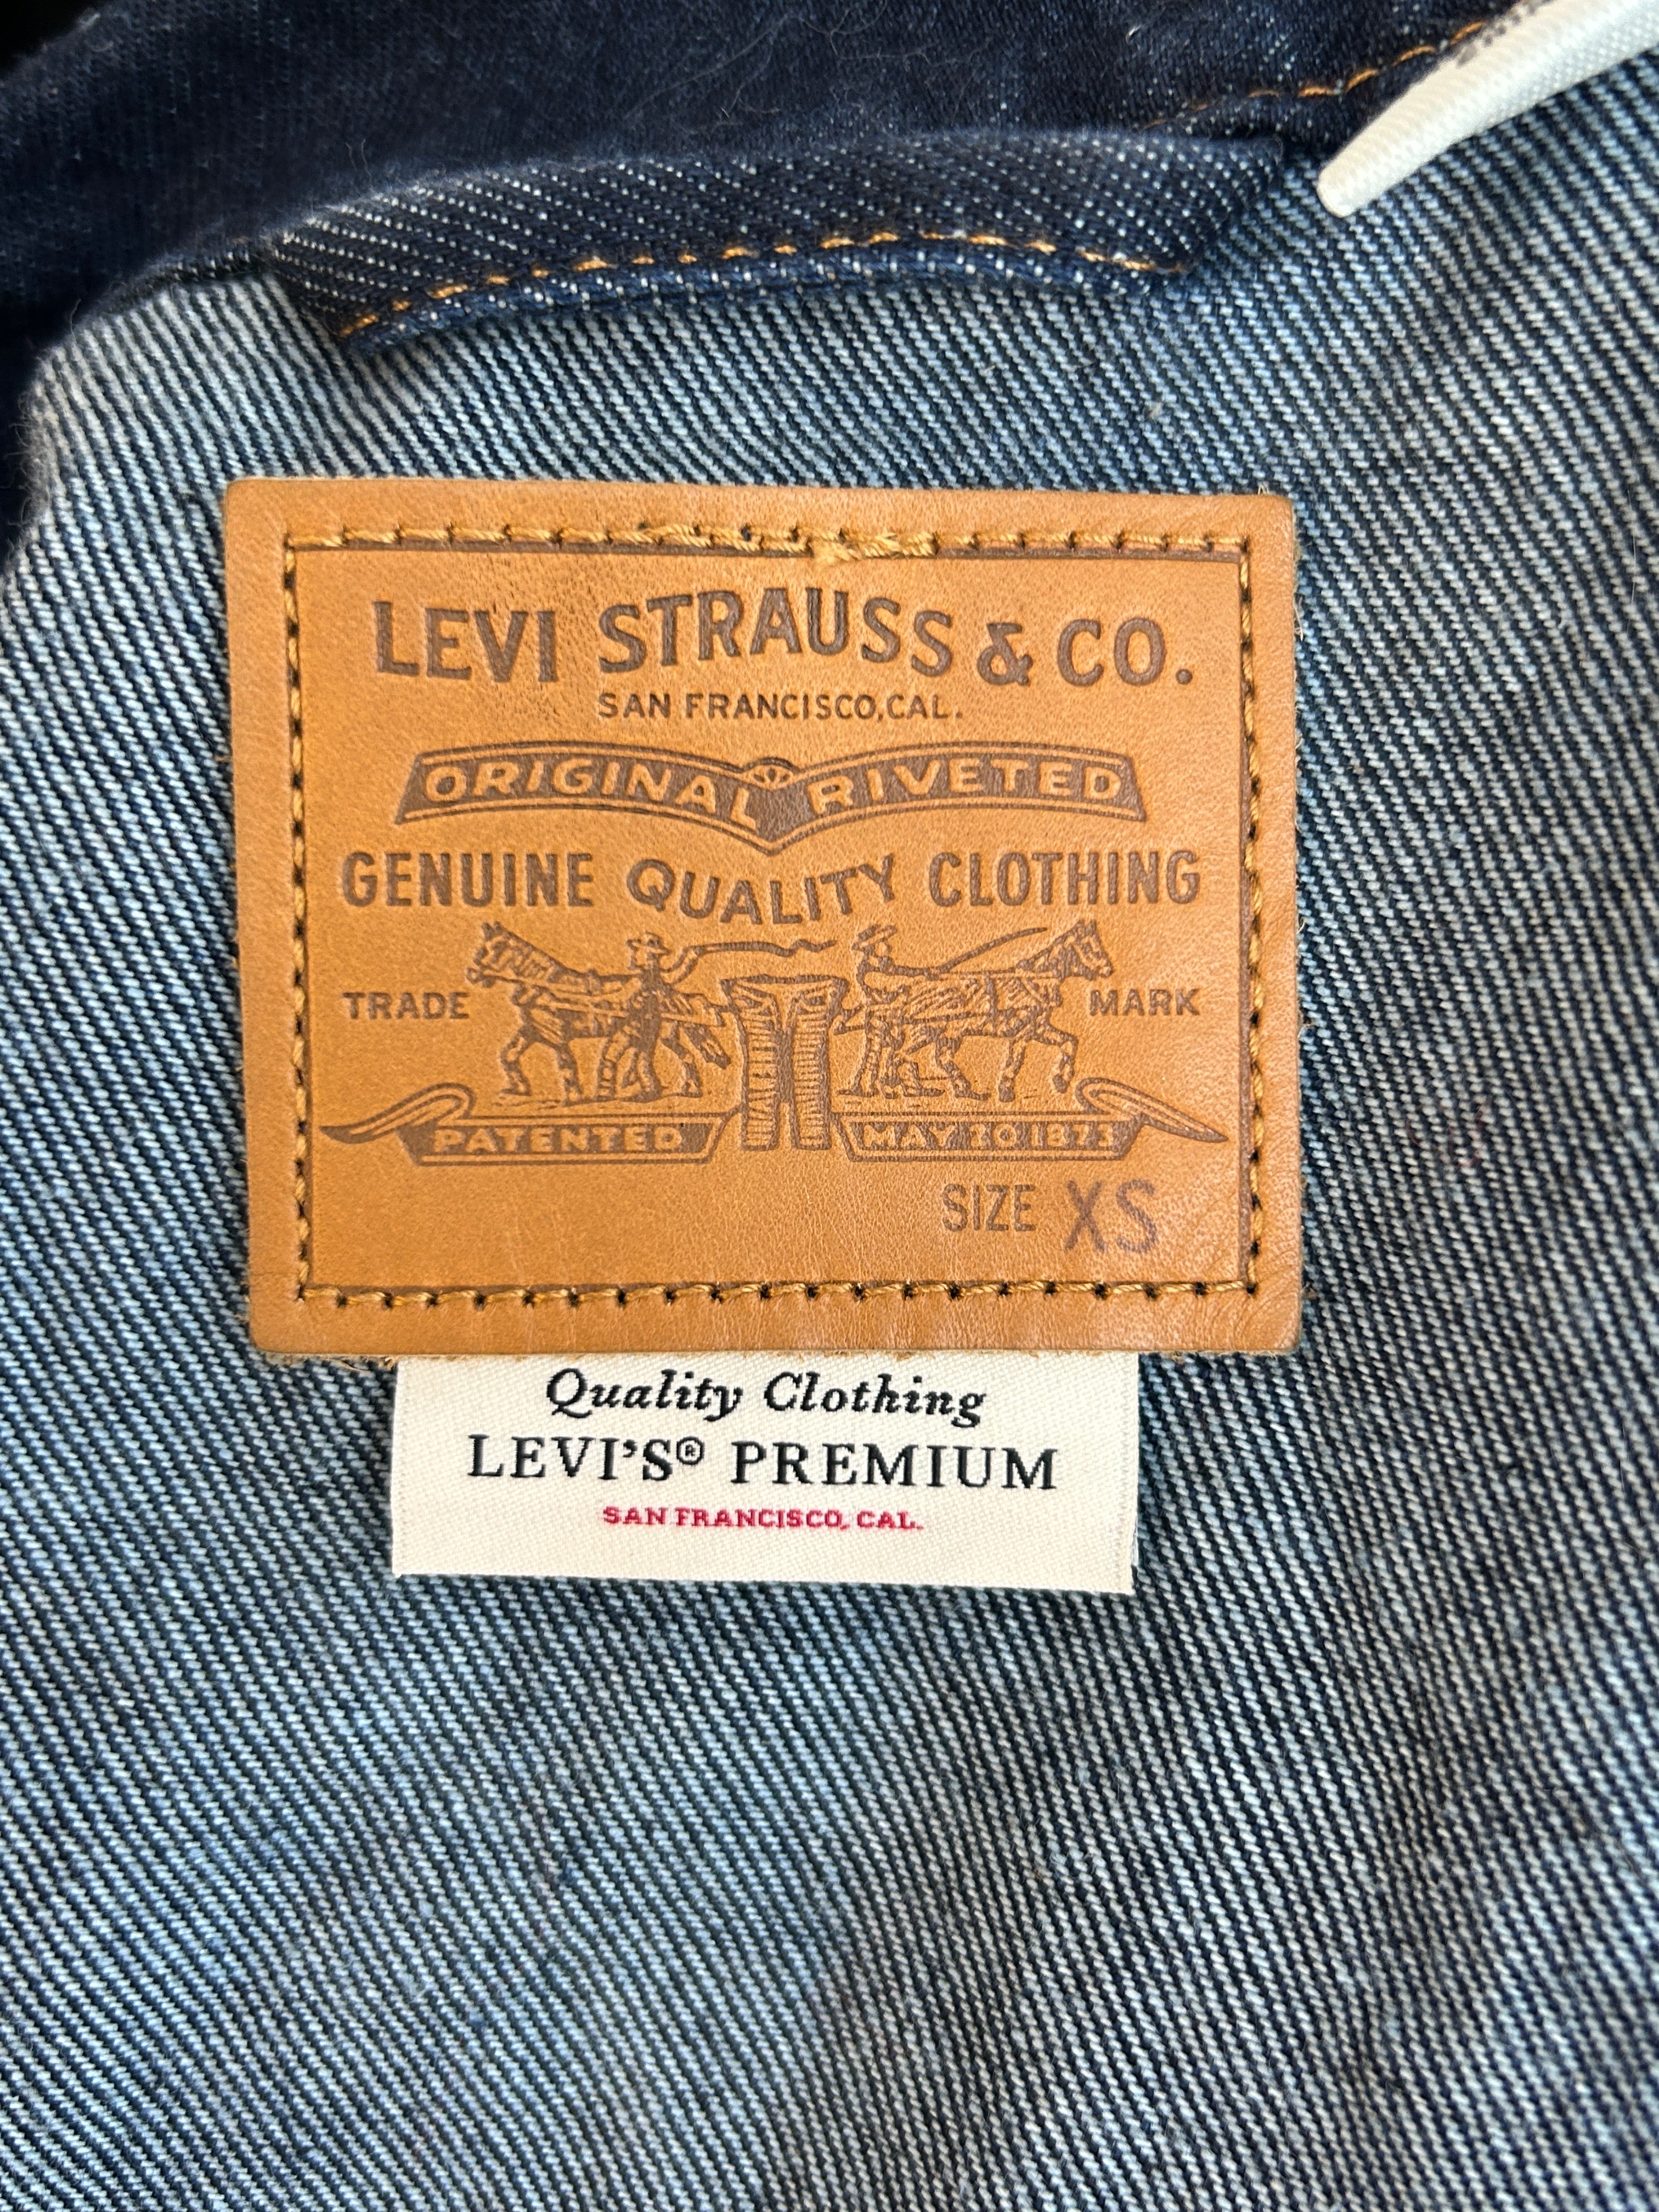 LEVI STRAUSS & CO.
SAN FRANCISCO, CAL.
ORIGINAL RIVETED
GENUINE QUALITY CLOTHING
TRADE MARK
PATENTED MAY 20 1873
SIZE XS
Quality Clothing
LEVI'S® PREMIUM
SAN FRANCISCO, CAL.